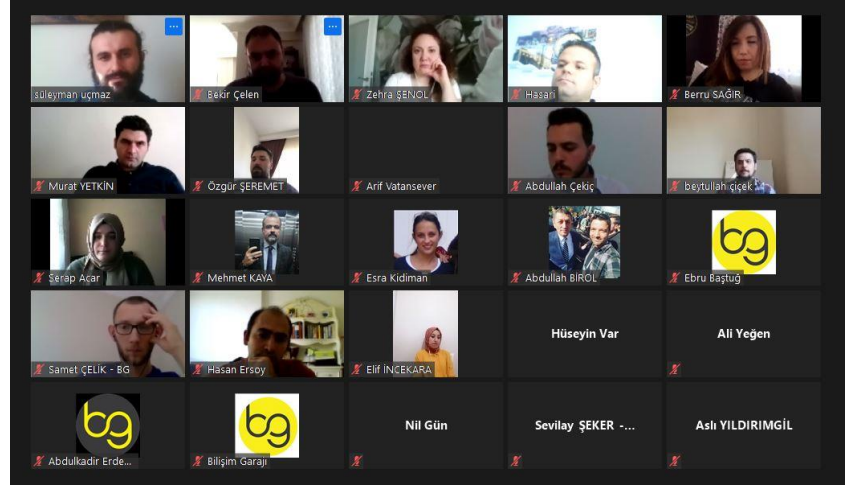 süleyman uçmaz
Bekir Çelen
Zehra ŞENOL
Hasari
Berru SAĞIR
Murat YETKİN
Özgür ŞEREMET
Arif Vatansever
Abdullah Çekiç
beytullah çiçek
Serap Açar
Mehmet KAYA
Esra Kidiman
Abdullah BİROL
bg
Ebru Baştuğ
Samet ÇELİK - BG
Hasan Ersoy
Elif İNCEKARA
Hüseyin Var
Ali Yeğen
bg
Abdulkadir Erde...
bg
Bilişim Garajı
Nil Gün
Sevilay ŞEKER -...
Aslı YILDIRIMGİL